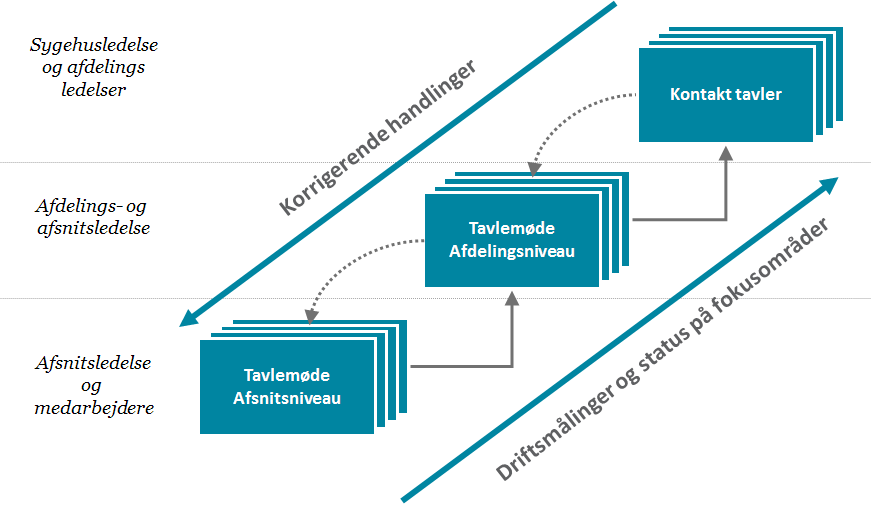 Sygehusledelse
og afdelings
ledelser
Korrigerende handlinger
Kontakt tavler
Afdelings- og
afsnitsledelse
Tavlemøde
Afdelingsniveau
Driftsmålinger og status på fokusområder
Afsnitsledelse
og
medarbejdere
Tavlemøde
Afsnitsniveau